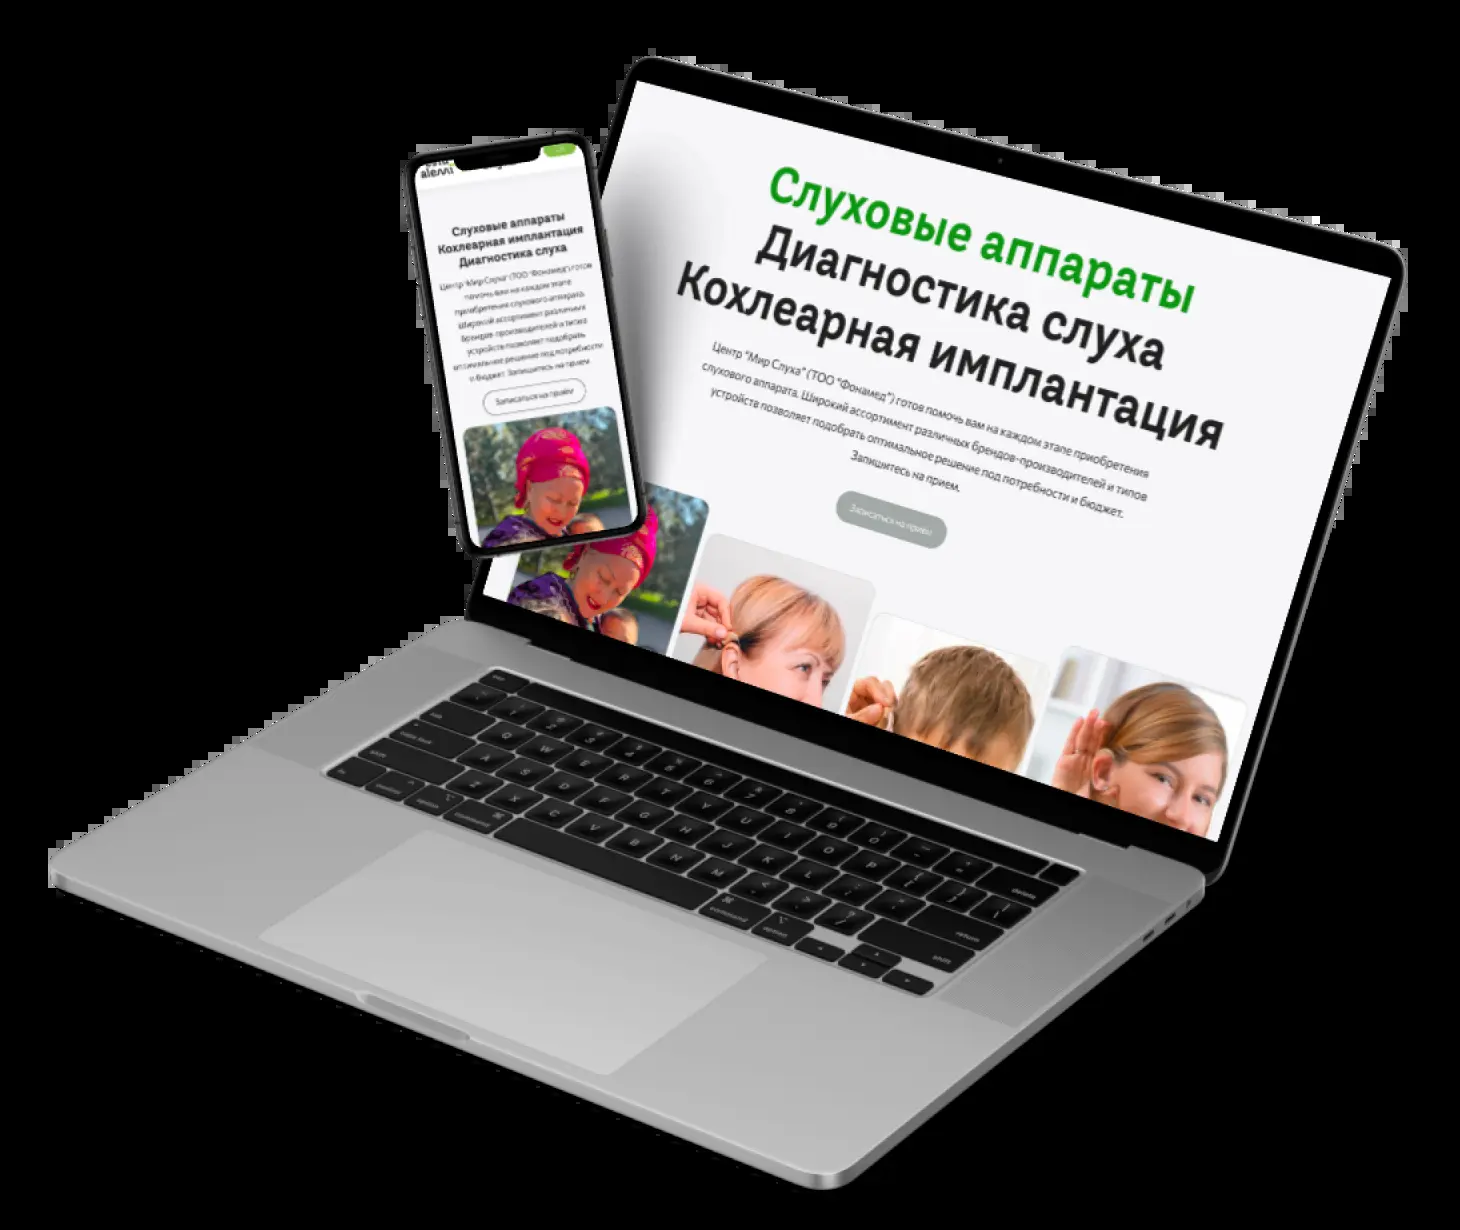 alemi
Слуховые аппараты
Кохлеарная имплантация
Диагностика слуха
Центр "Мир Слуха" (ТОО "Фонамед") готов
помочь вам на каждом этапе
приобретения слухового аппарата.
Широкий ассортимент различных
брендов-производителей и типов
устройств позволяет подобрать
оптимальное решение под потребности
и бюджет. Запишитесь на прием.
Записаться на приём
Слуховые аппараты
Диагностика слуха
Кохлеарная имплантация
Центр "Мир Слуха" (ТОО "Фонамед") готов помочь вам на каждом этапе приобретения
слухового аппарата. Широкий ассортимент различных брендов-производителей и типов
устройств позволяет подобрать оптимальное решение под потребности и бюджет.
Запишитесь на прием.
Записаться на приём